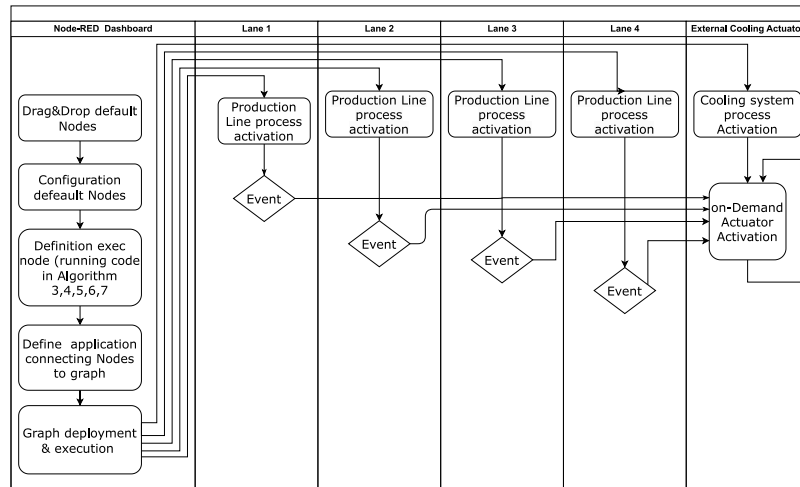 Node-RED Dashboard
Lane 1
Lane 2
Lane 3
Lane 4
External Cooling Actuator
Drag&Drop default
Nodes
Configuration
defeault Nodes
Definition exec
node (running code
in Algorithm
3,4,5,6,7
Define application
connecting Nodes
to graph
Graph deployment
& execution
Production
Line process
activation
Event
Production Line
process
activation
Event
Production Line
process
activation
Event
Production Line
process
activation
Event
Cooling system
process
Activation
on-Demand
Actuator
Activation